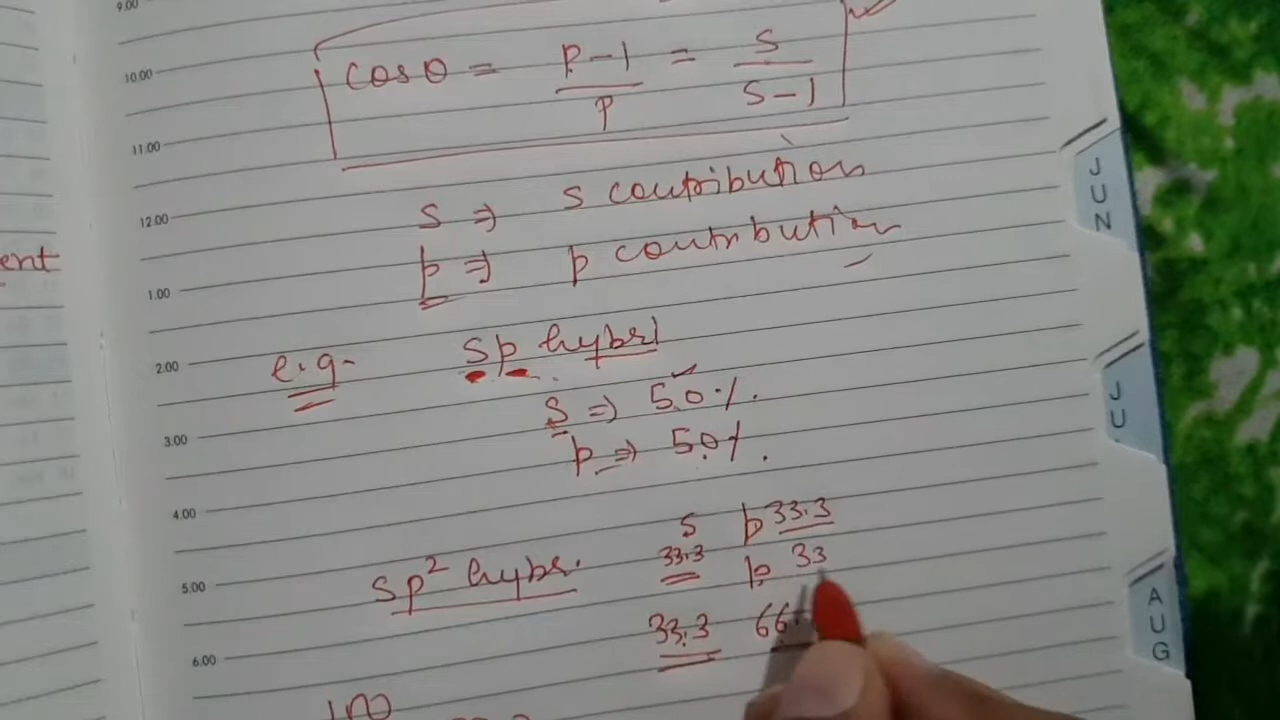 9.00
cosθ = p-1/p = s/s-1
10.00
11.00
s ⇒ s contribution
12.00
p ⇒ p contribution
1.00
e.g. sp hybri
2.00
s ⇒ 50%.
3.00
p ⇒ 50%.
4.00
s p 33.3
sp² hybr. 33.3 p 33
5.00
33.3 66
6.00
100
ent
JUN
JU
AUG